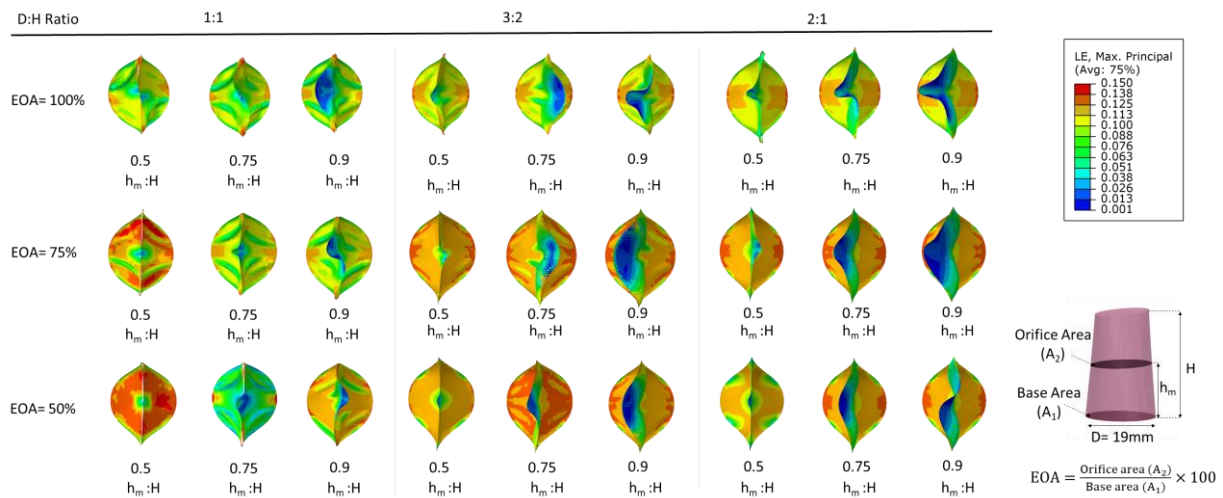 D:H Ratio 1:1 3:2 2:1
EOA= 100%
0.5 0.75 0.9 0.5 0.75 0.9 0.5 0.75 0.9
hm :H hm :H hm :H hm :H hm :H hm :H hm :H hm :H hm :H
EOA= 75%
0.5 0.75 0.9 0.5 0.75 0.9 0.5 0.75 0.9
hm :H hm :H hm :H hm :H hm :H hm :H hm :H hm :H hm :H
EOA= 50%
0.5 0.75 0.9 0.5 0.75 0.9 0.5 0.75 0.9
hm :H hm :H hm :H hm :H hm :H hm :H hm :H hm :H hm :H
LE, Max. Principal
(Avg: 75%)
0.150
0.138
0.125
0.113
0.100
0.088
0.076
0.063
0.051
0.038
0.026
0.013
0.001
Orifice Area
(A2)
H
hm
Base Area
(A1)
D= 19mm
EOA = Orifice area (A2) / Base area (A1) × 100